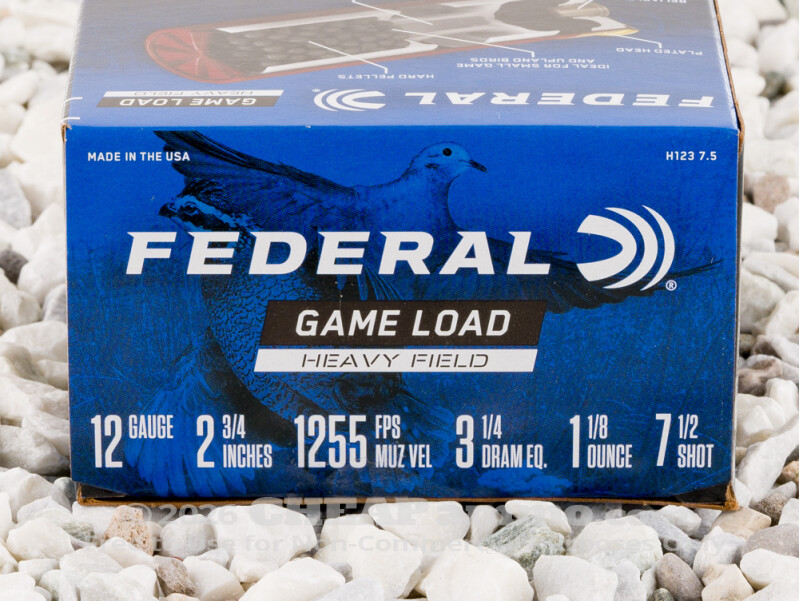 PLATED HEAD
IDEAL FOR SMALL GAME
AND UPLAND BIRDS
HARD PELLETS
FEDERAL
GAME LOAD
HEAVY FIELD
MADE IN THE USA
H123 7.5
FEDERAL ®
GAME LOAD
HEAVY FIELD
12 GAUGE
2 3/4 INCHES
1255 FPS MUZ VEL
3 1/4 DRAM EQ.
1 1/8 OUNCE
7 1/2 SHOT